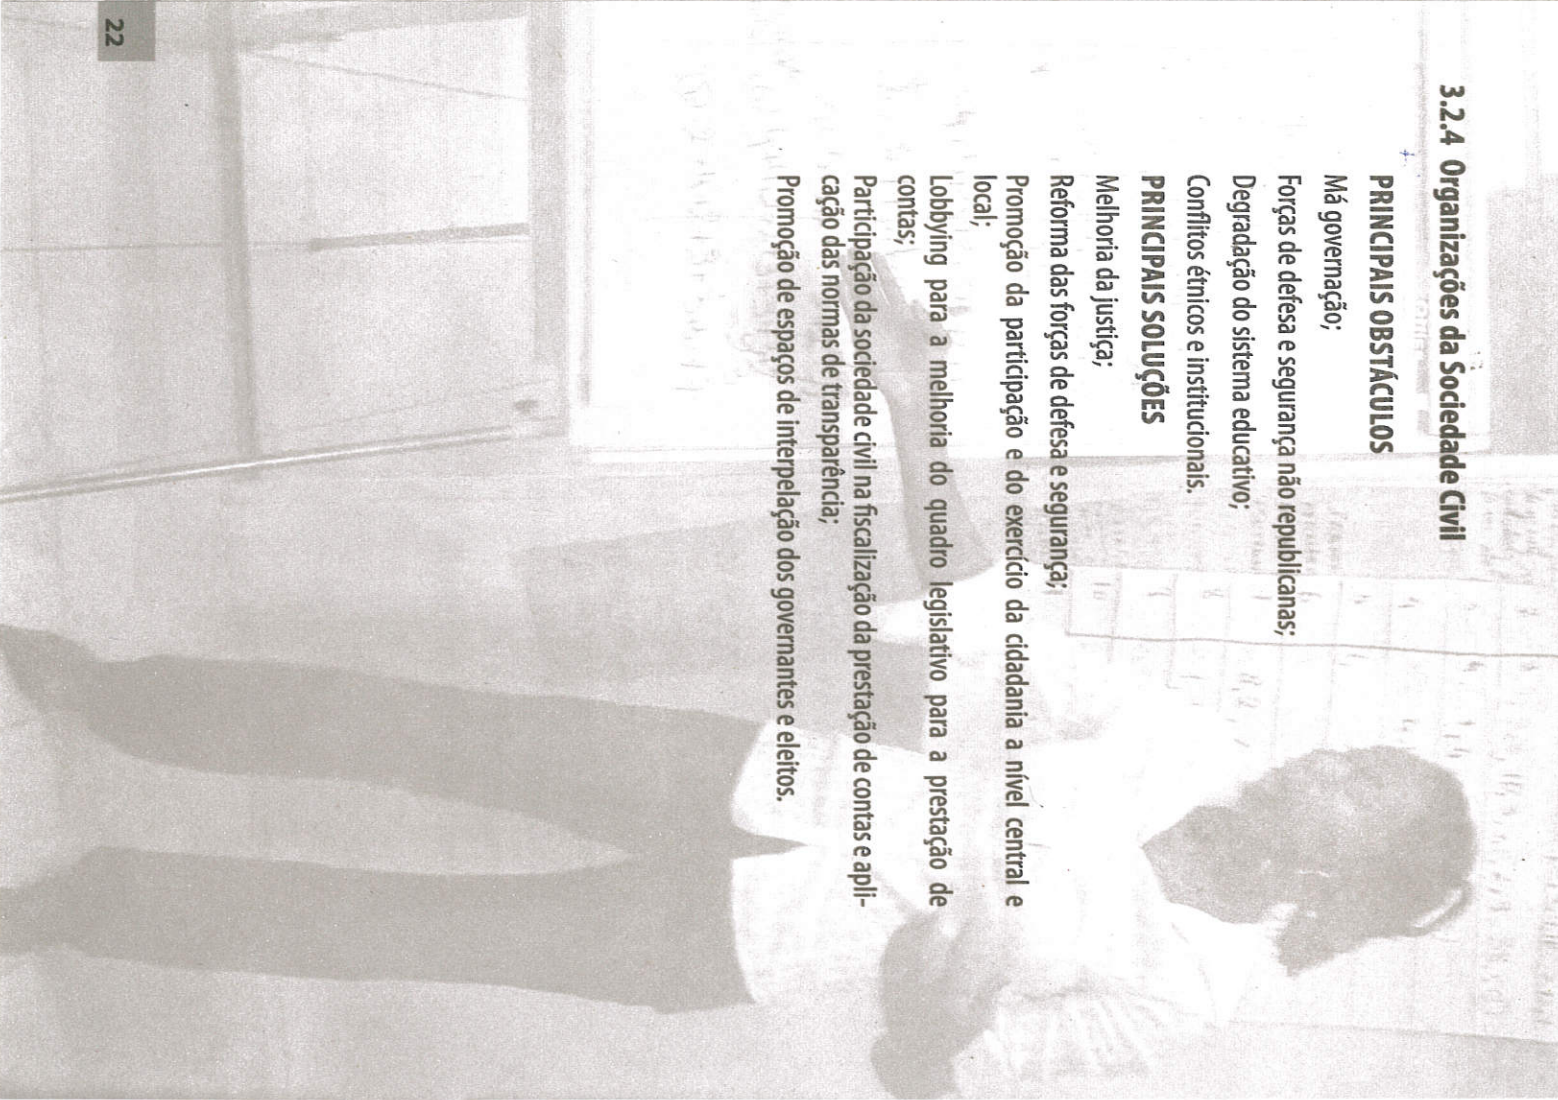 3.2.4 Organizações da Sociedade Civil
PRINCIPAIS OBSTÁCULOS
Má governação;
Forças de defesa e segurança não republicanas;
Degradação do sistema educativo;
Conflitos étnicos e institucionais.
PRINCIPAIS SOLUÇÕES
Melhoria da justiça;
Reforma das forças de defesa e segurança;
Promoção da participação e do exercício da cidadania a nível central e
local;
Lobbying para a melhoria do quadro legislativo para a prestação de
contas;
Participação da sociedade civil na fiscalização da prestação de contas e apli-
cação das normas de transparência;
Promoção de espaços de interpelação dos governantes e eleitos.
22